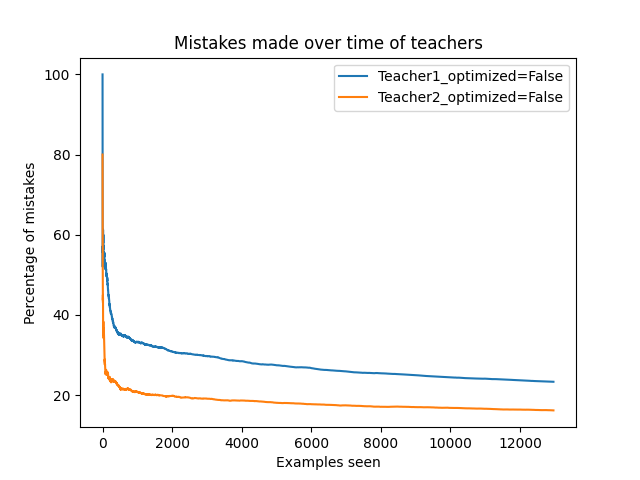 Mistakes made over time of teachers
Teacher1_optimized=False
Teacher2_optimized=False
Percentage of mistakes
100
80
60
40
20
0 2000 4000 6000 8000 10000 12000
Examples seen